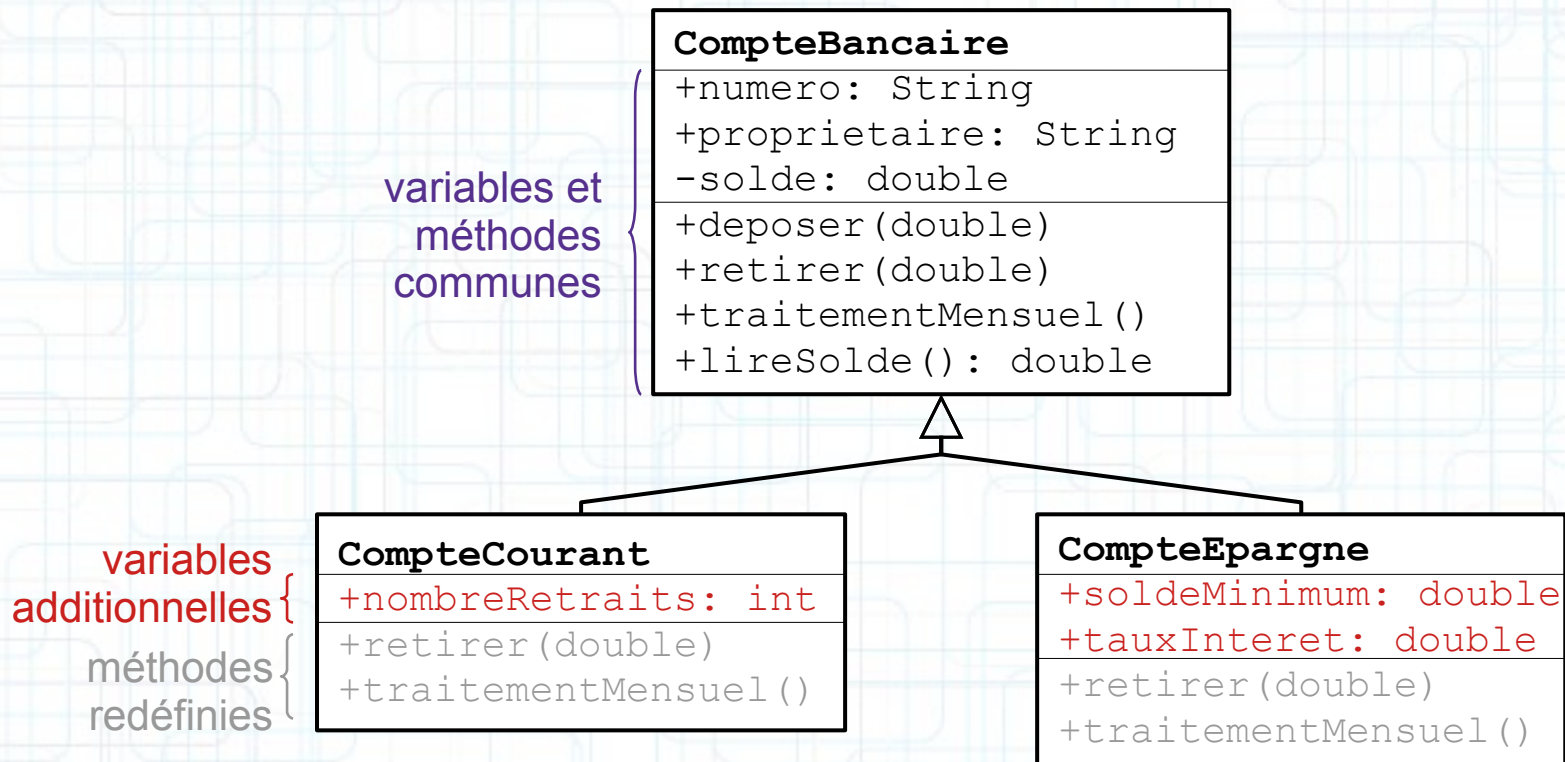 CompteBancaire
+numero: String
+proprietaire: String
-solde: double
+deposer(double)
+retirer(double)
+traitementMensuel()
+lireSolde(): double
variables et
méthodes
communes
variables
additionnelles
méthodes
redéfinies
CompteCourant
+nombreRetraits: int
+retirer(double)
+traitementMensuel()
CompteEpargne
+soldeMinimum: double
+tauxInteret: double
+retirer(double)
+traitementMensuel()